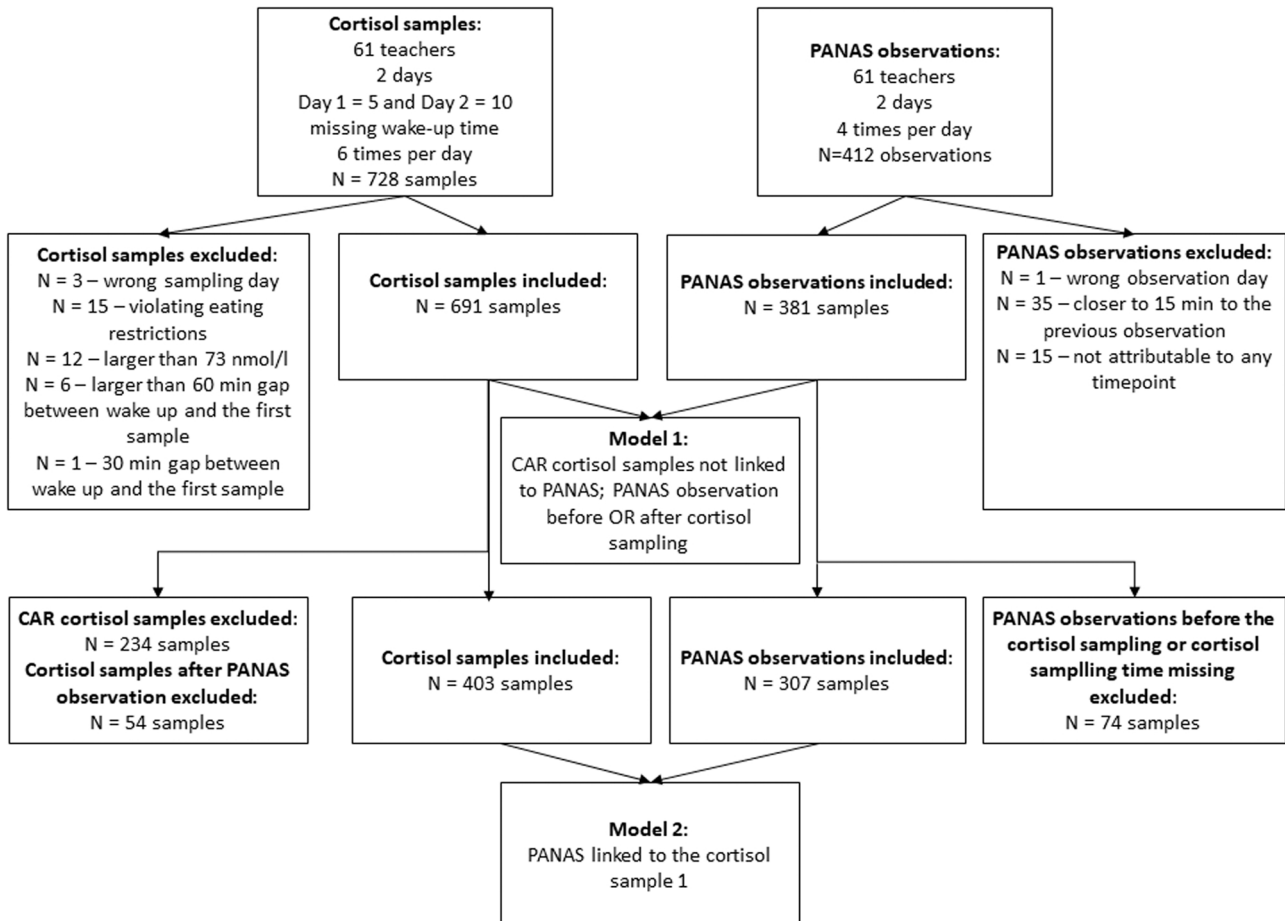 Cortisol samples:
61 teachers
2 days
Day 1 = 5 and Day 2 = 10
missing wake-up time
6 times per day
N = 728 samples
PANAS observations:
61 teachers
2 days
4 times per day
N=412 observations
Cortisol samples excluded:
N = 3 – wrong sampling day
N = 15 – violating eating
restrictions
N = 12 – larger than 73 nmol/l
N = 6 – larger than 60 min gap
between wake up and the first
sample
N = 1 – 30 min gap between
wake up and the first sample
Cortisol samples included:
N = 691 samples
PANAS observations included:
N = 381 samples
PANAS observations excluded:
N = 1 – wrong observation day
N = 35 – closer to 15 min to the
previous observation
N = 15 – not attributable to any
timepoint
Model 1:
CAR cortisol samples not linked
to PANAS; PANAS observation
before OR after cortisol
sampling
CAR cortisol samples excluded:
N = 234 samples
Cortisol samples after PANAS
observation excluded:
N = 54 samples
Cortisol samples included:
N = 403 samples
PANAS observations included:
N = 307 samples
PANAS observations before the
cortisol sampling or cortisol
samplling time missing
excluded:
N = 74 samples
Model 2:
PANAS linked to the cortisol
sample 1